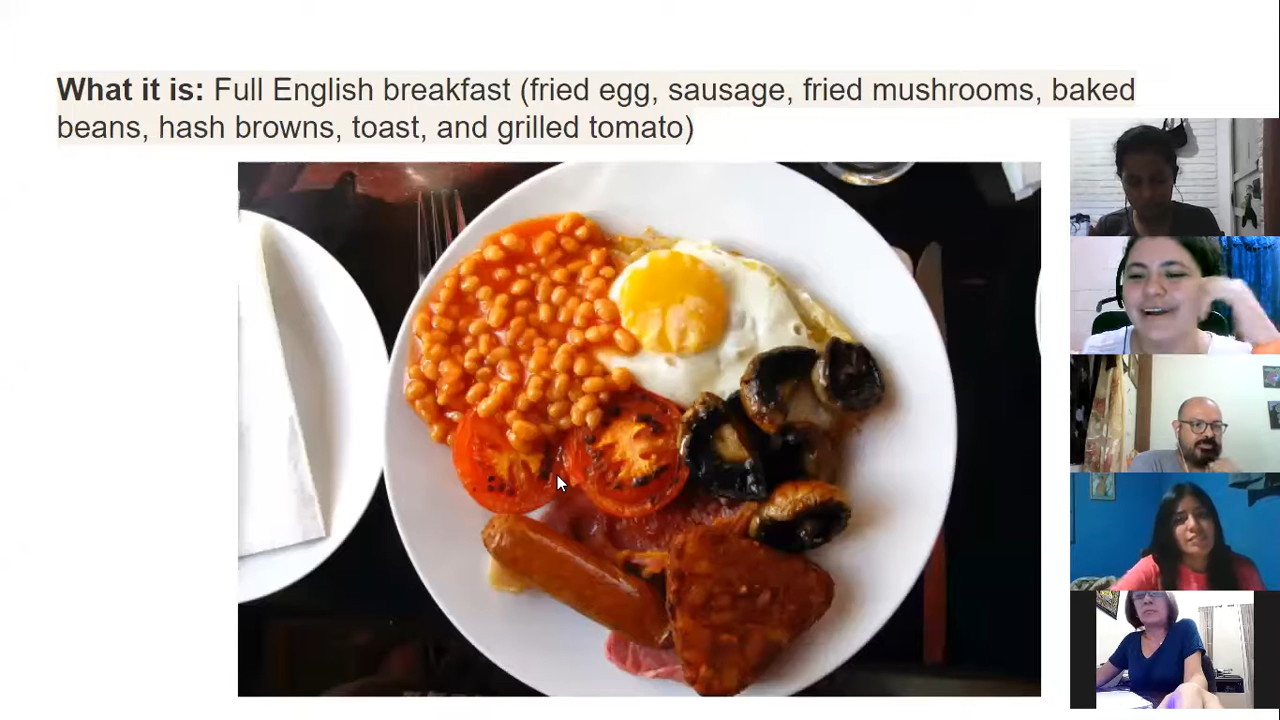 What it is: Full English breakfast (fried egg, sausage, fried mushrooms, baked
beans, hash browns, toast, and grilled tomato)